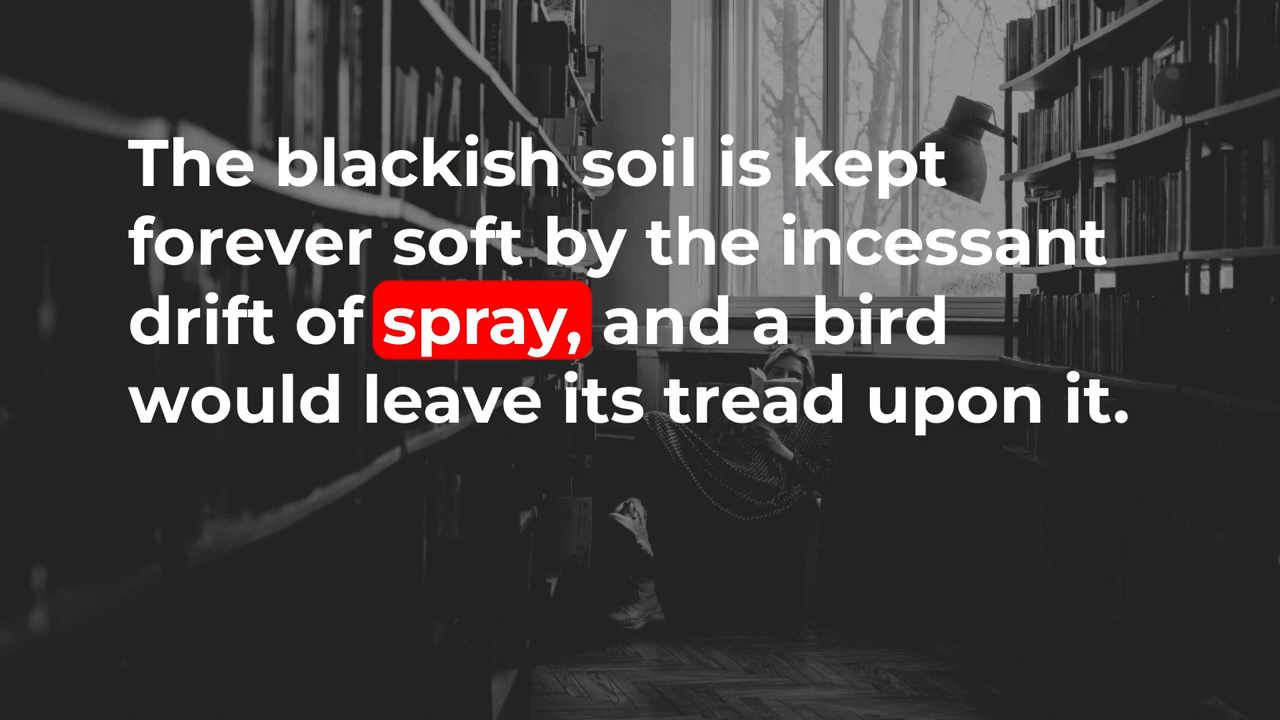 The blackish soil is kept
forever soft by the incessant
drift of spray, and a bird
would leave its tread upon it.